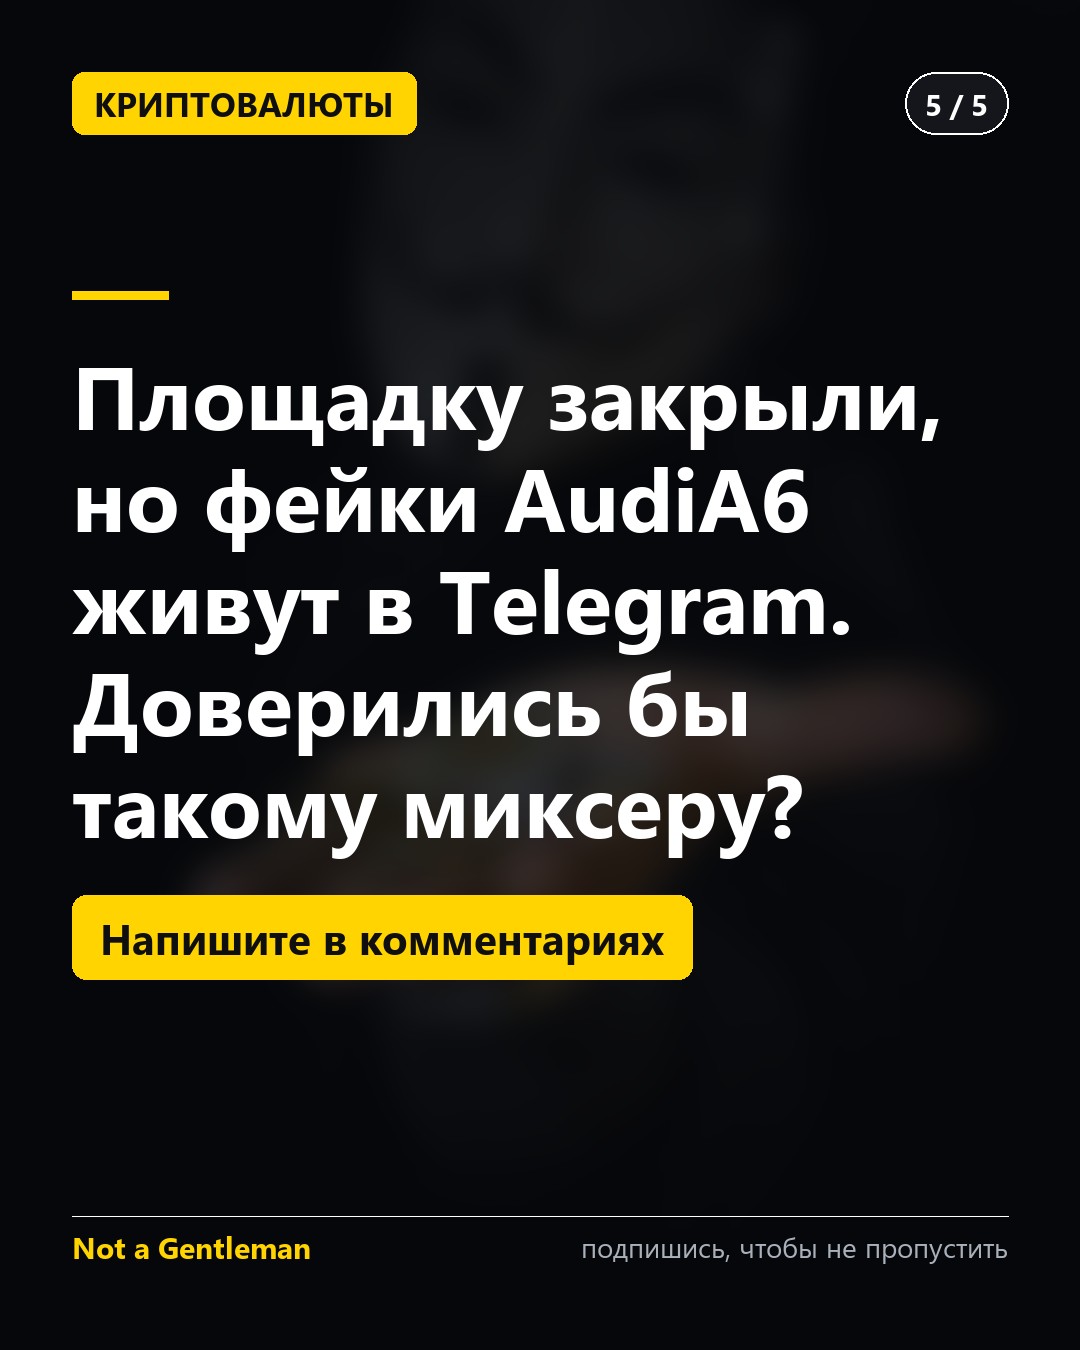 КРИПТОВАЛЮТЫ
5 / 5
Площадку закрыли,
но фейки AudiA6
живут в Telegram.
Доверились бы
такому миксеру?
Напишите в комментариях
Not a Gentleman
подпишись, чтобы не пропустить